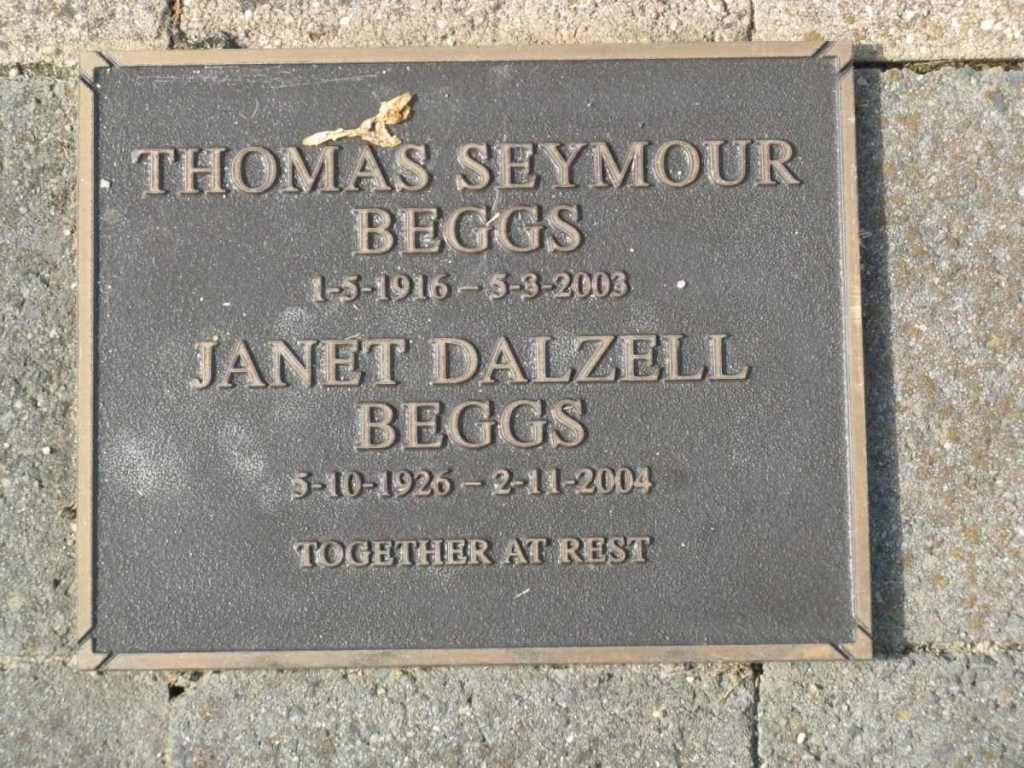 THOMAS SEYMOUR
BEGGS
1-5-1916 – 5-3-2003
JANET DALZELL
BEGGS
5-10-1926 – 2-11-2004
TOGETHER AT REST